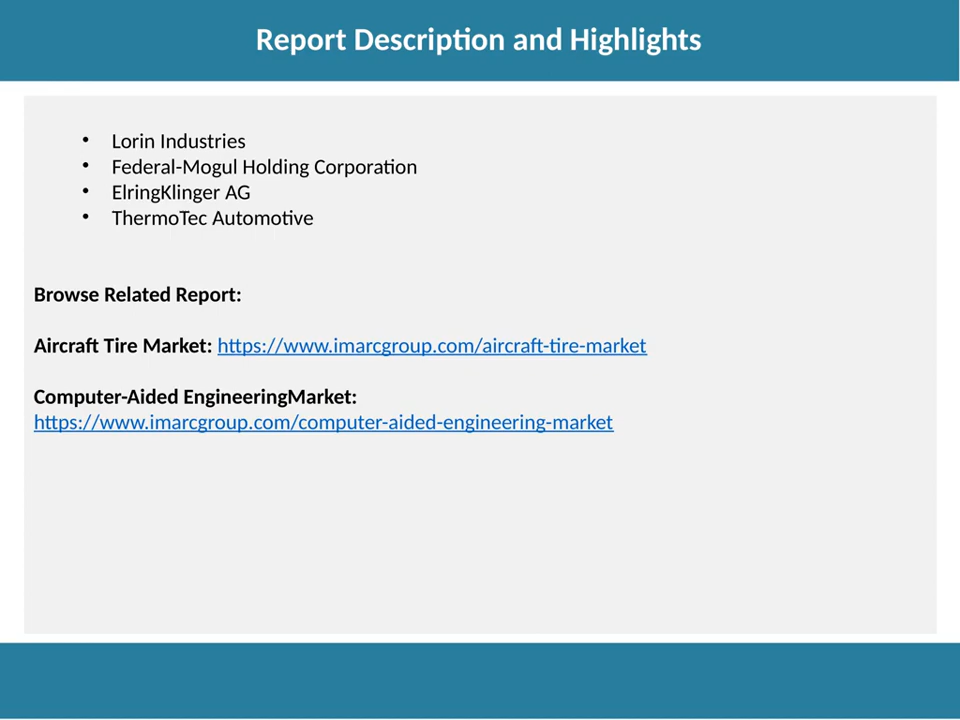 Report Description and Highlights
• Lorin Industries
• Federal-Mogul Holding Corporation
• ElringKlinger AG
• ThermoTec Automotive
Browse Related Report:
Aircraft Tire Market: https://www.imarcgroup.com/aircraft-tire-market
Computer-Aided EngineeringMarket:
https://www.imarcgroup.com/computer-aided-engineering-market